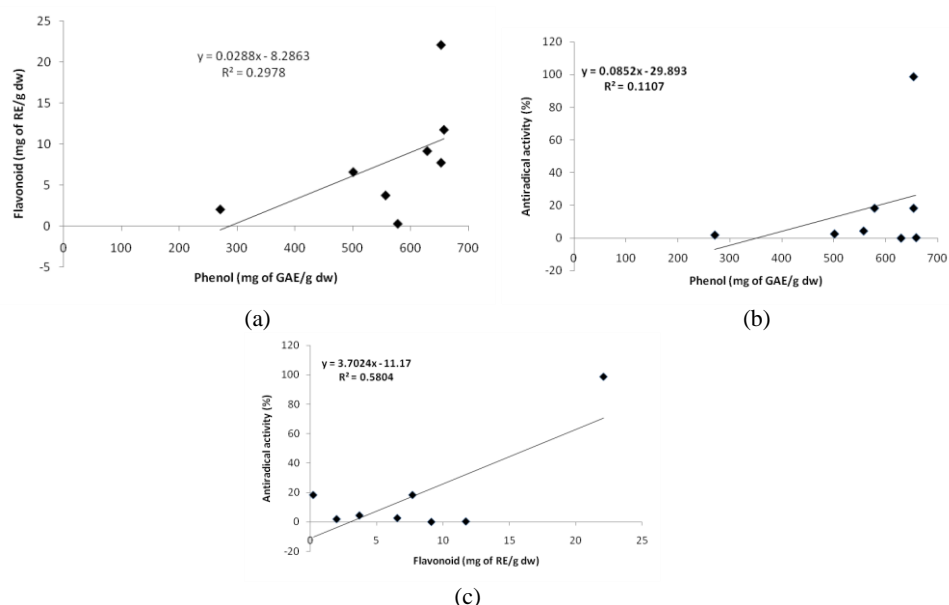 25
20
15
10
5
0
-5
0 100 200 300 400 500 600 700
Flavonoid (mg of RE/g dw)
Phenol (mg of GAE/g dw)
y = 0.0288x - 8.2863
R² = 0.2978
(a)
120
100
80
60
40
20
0
-20
0 100 200 300 400 500 600 700
Antiradical activity (%)
Phenol (mg of GAE/g dw)
y = 0.0852x - 29.893
R² = 0.1107
(b)
120
100
80
60
40
20
0
-20
0 5 10 15 20 25
Antiradical activity (%)
Flavonoid (mg of RE/g dw)
y = 3.7024x - 11.17
R² = 0.5804
(c)